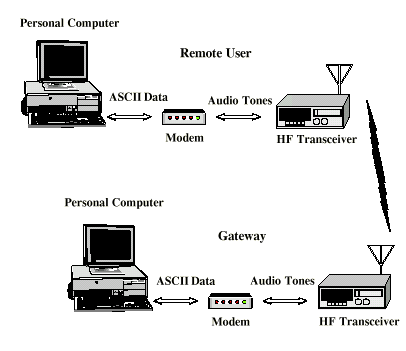 Personal Computer
Remote User
ASCII Data
Audio Tones
Modem
HF Transceiver
Personal Computer
Gateway
ASCII Data
Audio Tones
Modem
HF Transceiver